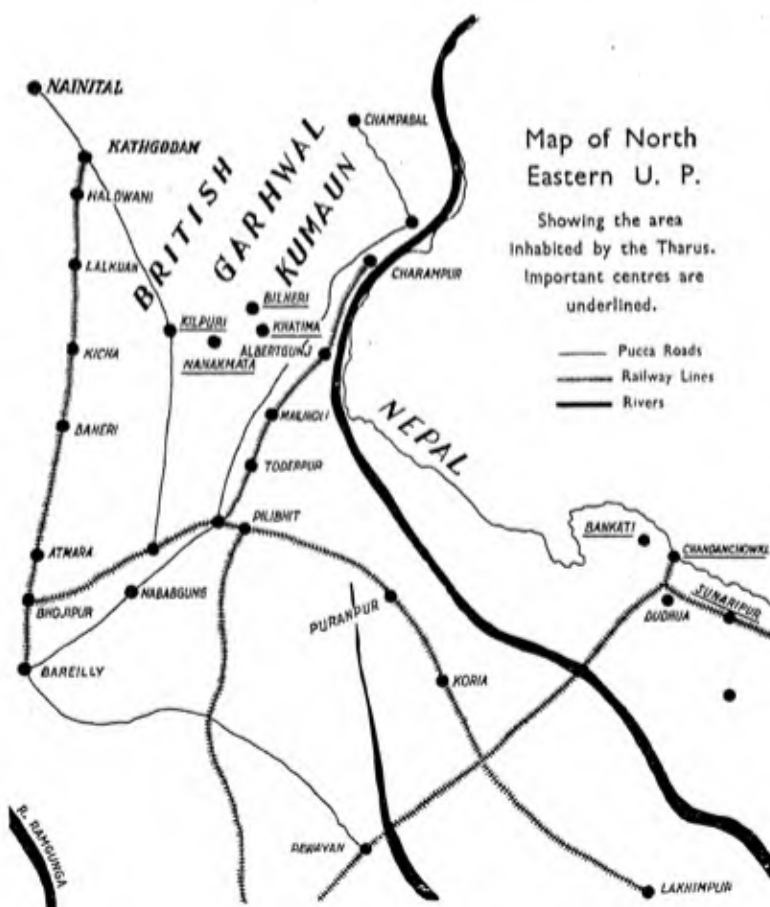 Map of North
Eastern U. P.
Showing the area
inhabited by the Tharus.
Important centres are
underlined.
Pucca Roads
Railway Lines
Rivers
NAINITAL
KATHGODAM
HALDWANI
LALKUAN
KICHA
BAHERI
ATMARA
BHOJIPUR
BAREILLY
R. RAMGUNGA
BRITISH
GARHWAL
KUMAUN
CHAMPABAL
CHARAMPUR
BILHERI
KILPURI
KHATIMA
NANAKMATA
ALBERTGUNJ
TODERPUR
PILIBHIT
NABABGUNG
PURANPUR
KORIA
PAWAYAN
LAKHIMPUR
NEPAL
BANKATI
CHANDANCHOWKI
SUNARIPUR
DUDHUA